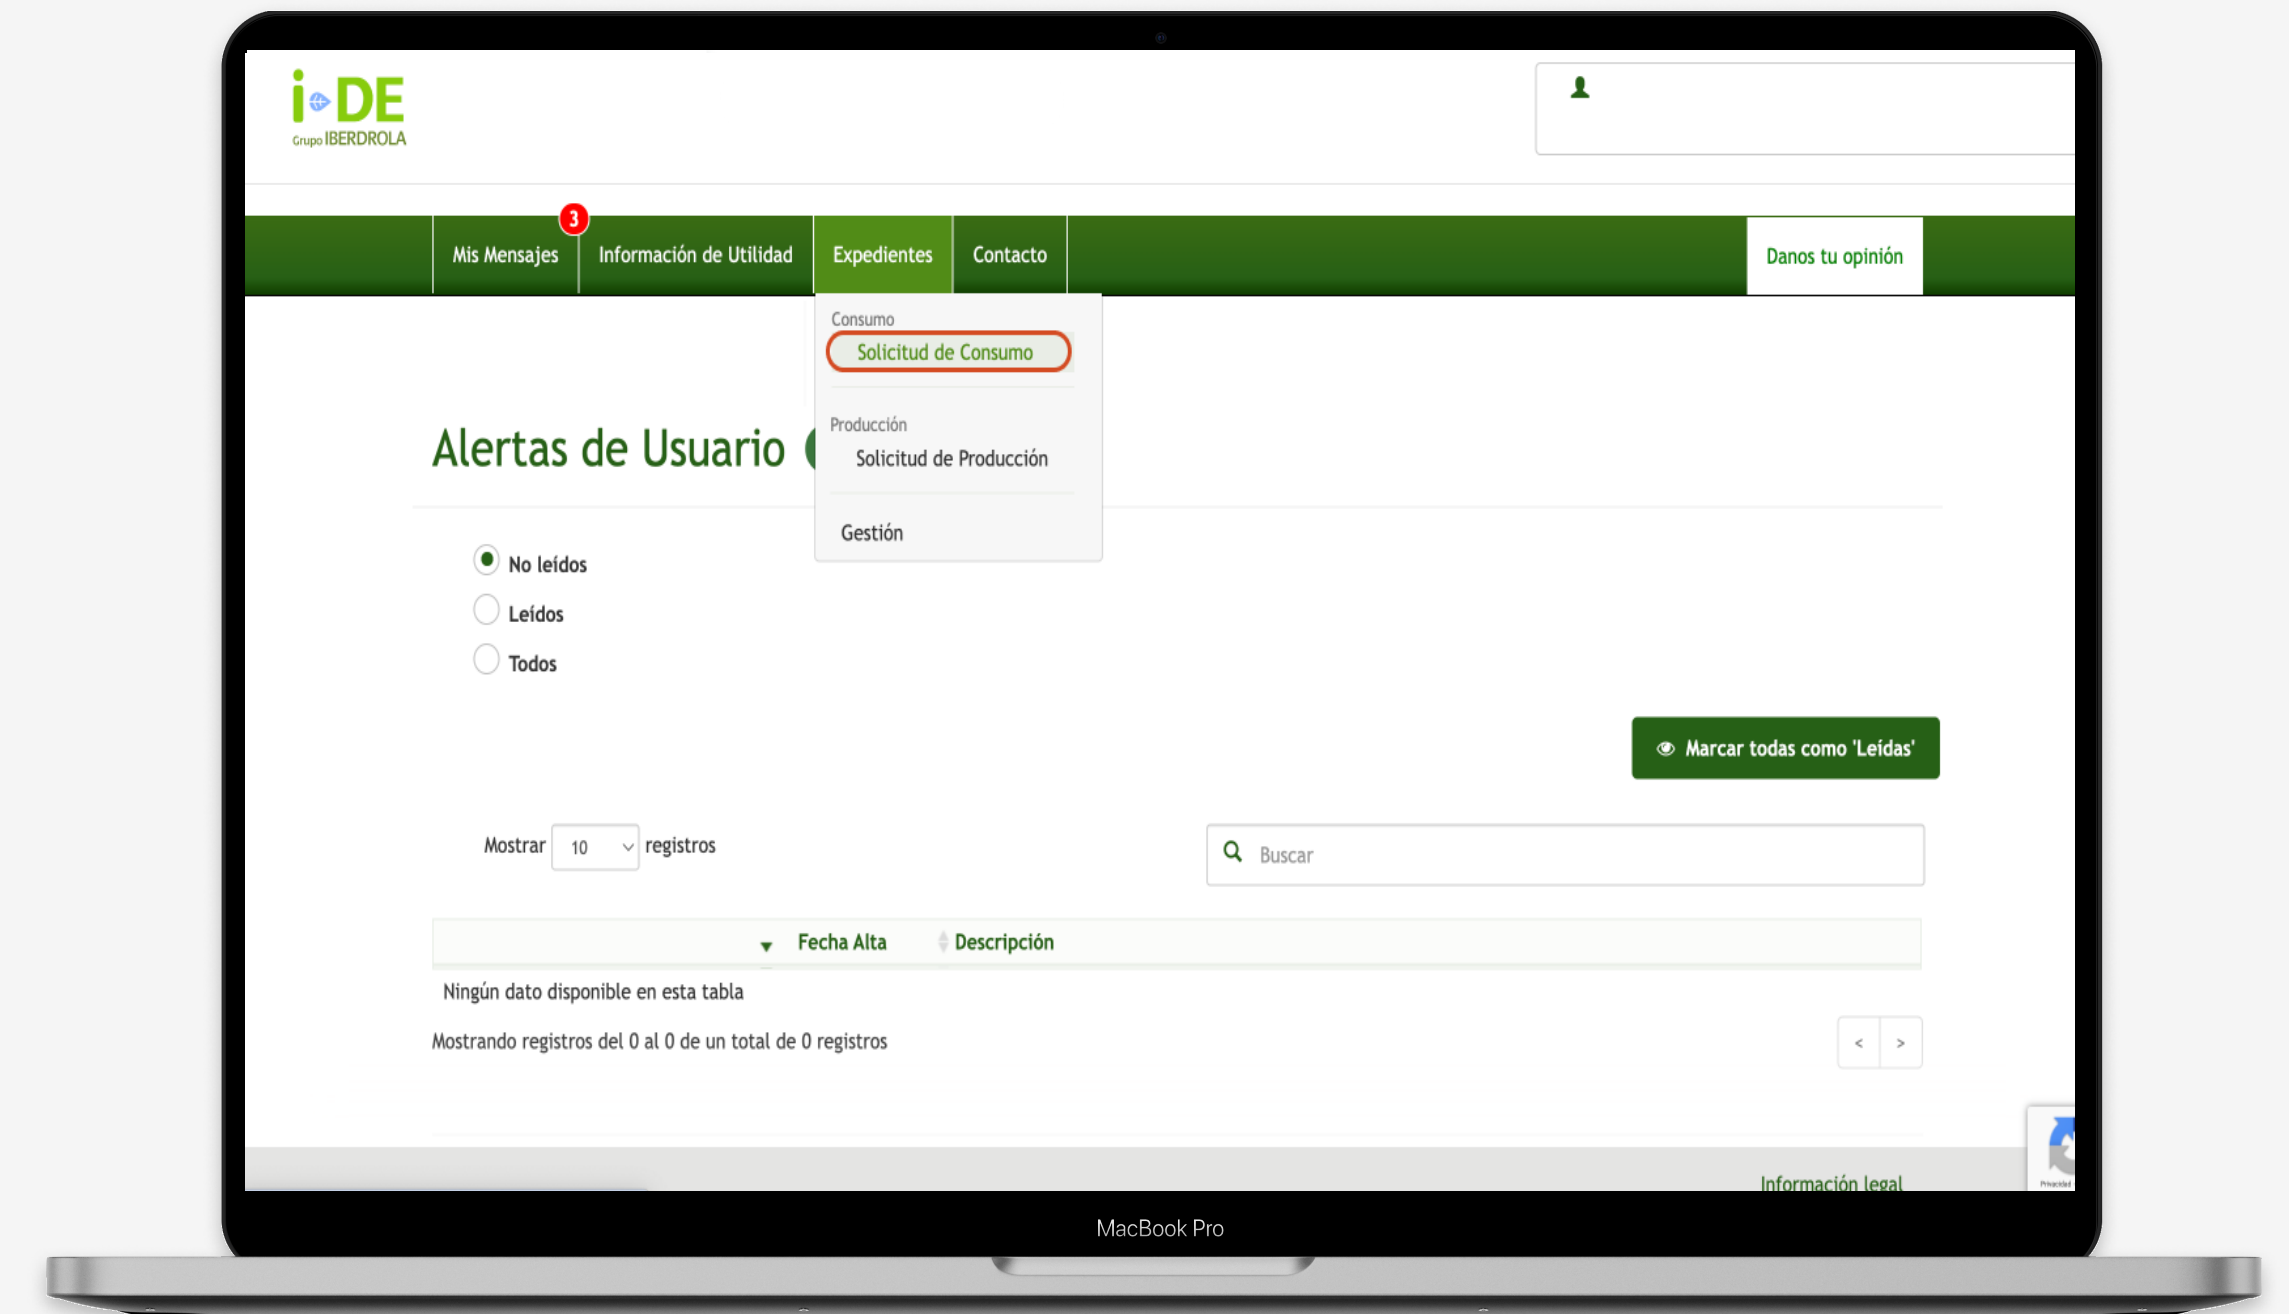 i DE
Grupo IBERDROLA
3
Mis Mensajes
Información de Utilidad
Expedientes
Contacto
Danos tu opinión
Consumo
Solicitud de Consumo
Producción
Solicitud de Producción
Gestión
Alertas de Usuario
No leídos
Leídos
Todos
Marcar todas como 'Leídas'
Mostrar 10 registros
Buscar
Fecha Alta
Descripción
Ningún dato disponible en esta tabla
Mostrando registros del 0 al 0 de un total de 0 registros
< >
Información legal
Privacidad
MacBook Pro